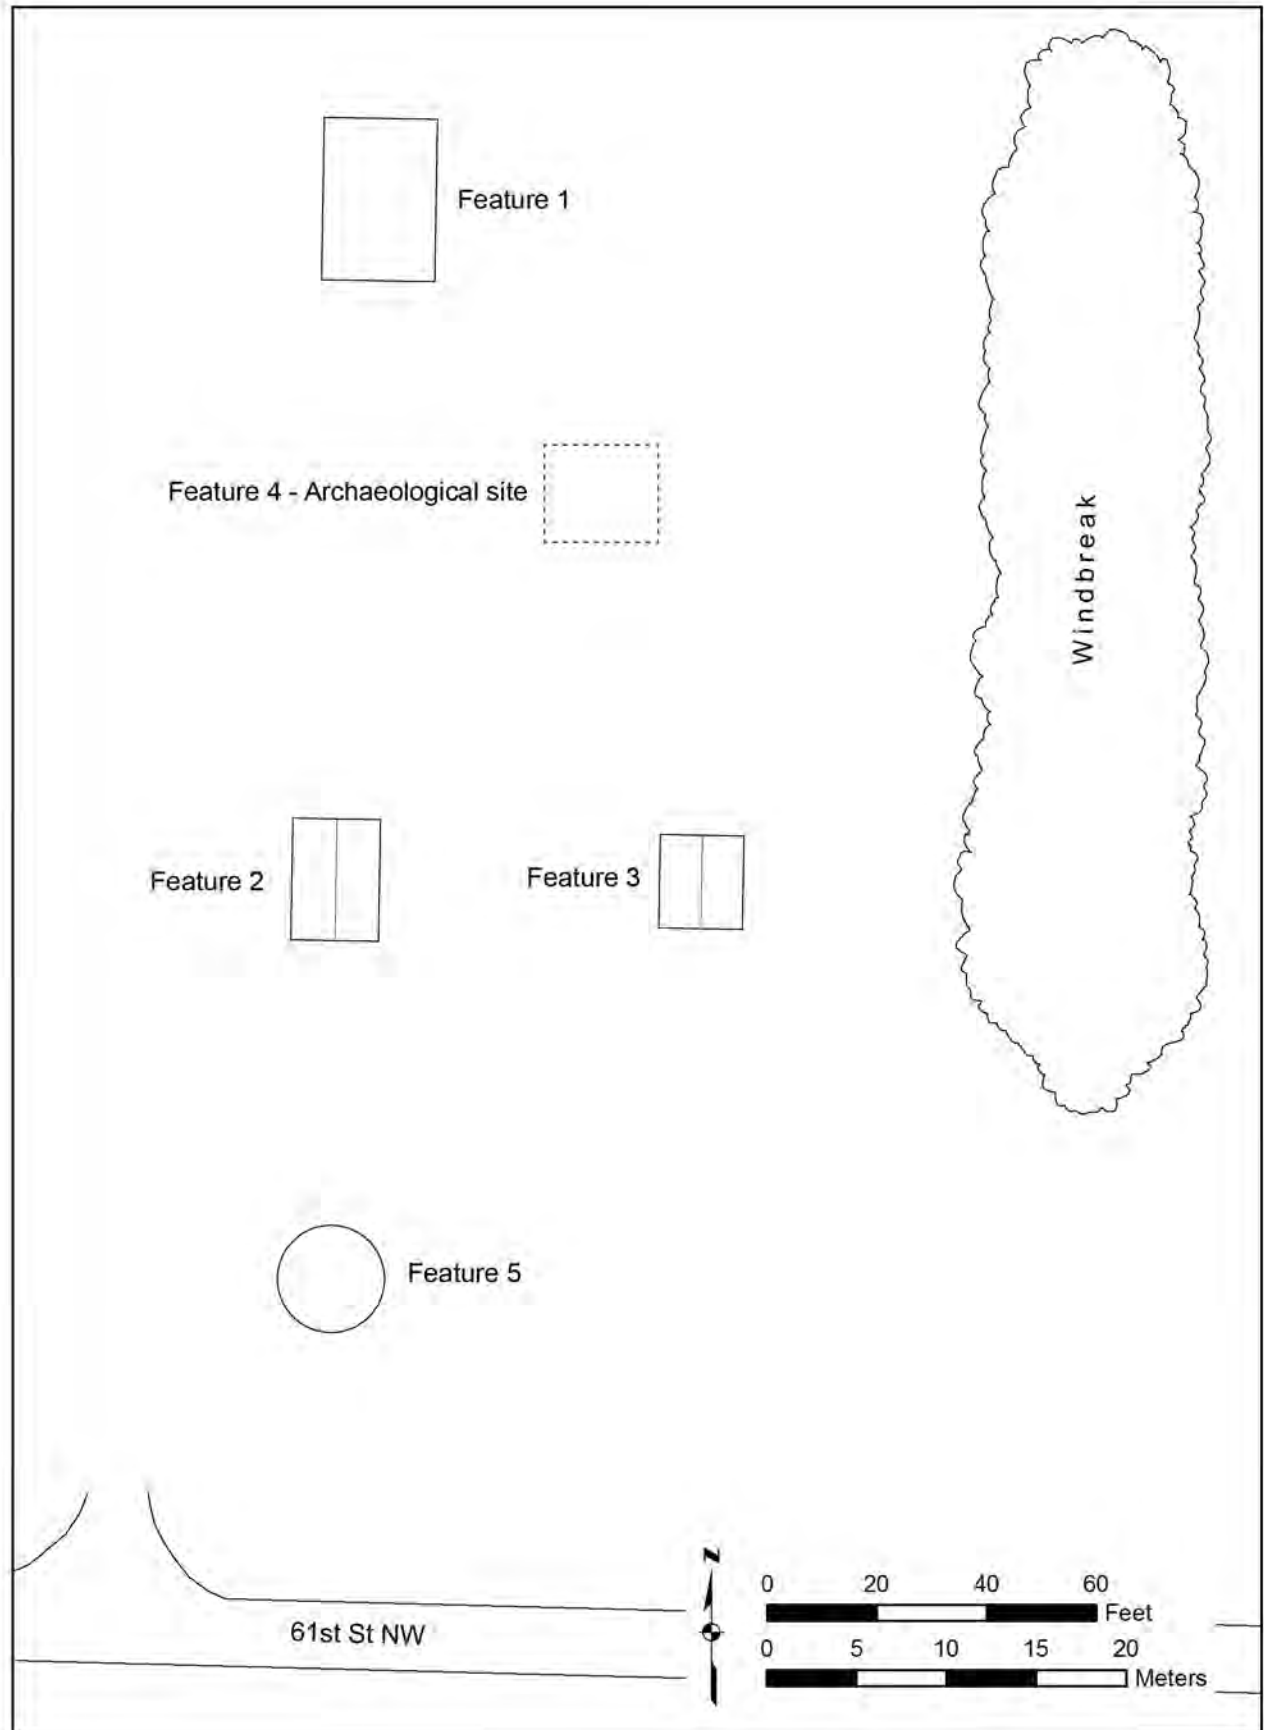 Feature 1
Feature 4 - Archaeological site
Windbreak
Feature 2
Feature 3
Feature 5
61st St NW
N
0 20 40 60
Feet
0 5 10 15 20
Meters